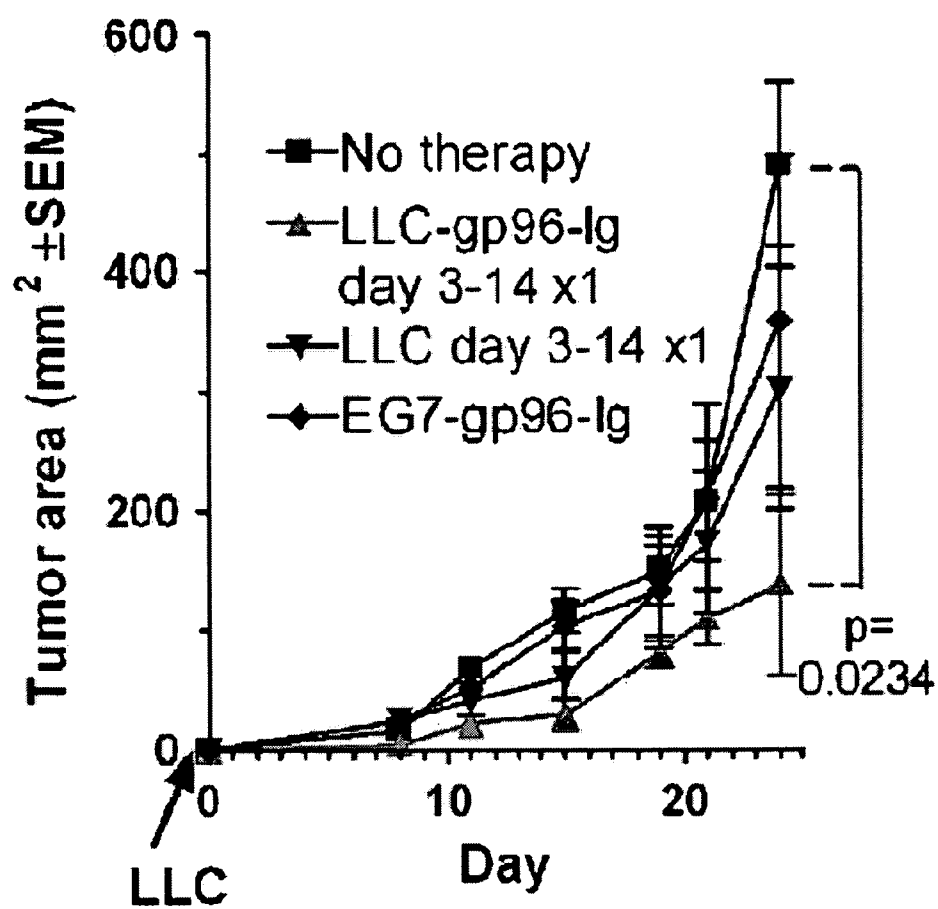 600
400
200
0
Tumor area (mm² ±SEM)
No therapy
LLC-gp96-Ig
day 3-14 x1
LLC day 3-14 x1
EG7-gp96-Ig
p=
0.0234
0 10 20
Day
LLC